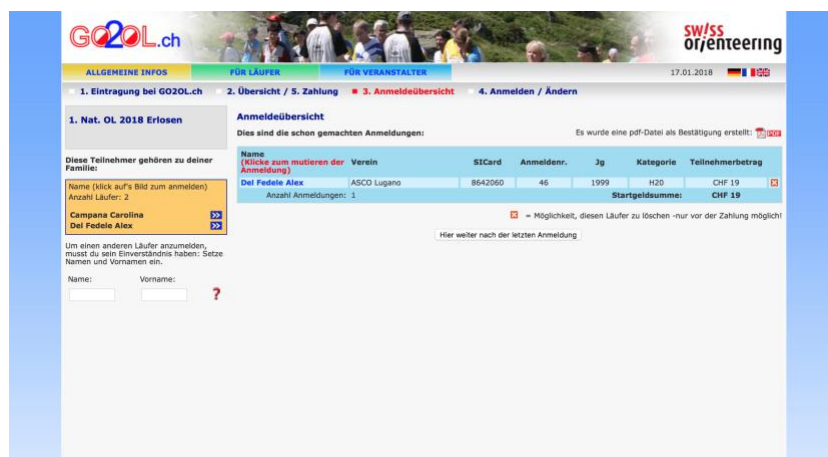 GO2OL.ch
swiss
orienteering
ALLGEMEINE INFOS FÜR LÄUFER FÜR VERANSTALTER 17.01.2018
1. Eintragung bei GO2OL.ch 2. Übersicht / 5. Zahlung 3. Anmeldeübersicht 4. Anmelden / Ändern
1. Nat. OL 2018 Erlosen
Diese Teilnehmer gehören zu deiner
Familie:
Name (klick auf's Bild zum anmelden)
Anzahl Läufer: 2
Campana Carolina
Del Fedele Alex
Um einen anderen Läufer anzumelden,
musst du sein Einverständnis haben: Setze
Namen und Vornamen ein.
Name: Vorname:
?
Anmeldeübersicht
Dies sind die schon gemachten Anmeldungen: Es wurde eine pdf-Datei als Bestätigung erstellt: PDF
Name
(Klicke zum mutieren der
Anmeldung)
Verein SICard Anmeldenr. Jg Kategorie Teilnehmerbetrag
Del Fedele Alex ASCO Lugano 8642060 46 1999 H20 CHF 19
Anzahl Anmeldungen: 1 Startgeldsumme: CHF 19
= Möglichkeit, diesen Läufer zu löschen -nur vor der Zahlung möglich!
Hier weiter nach der letzten Anmeldung